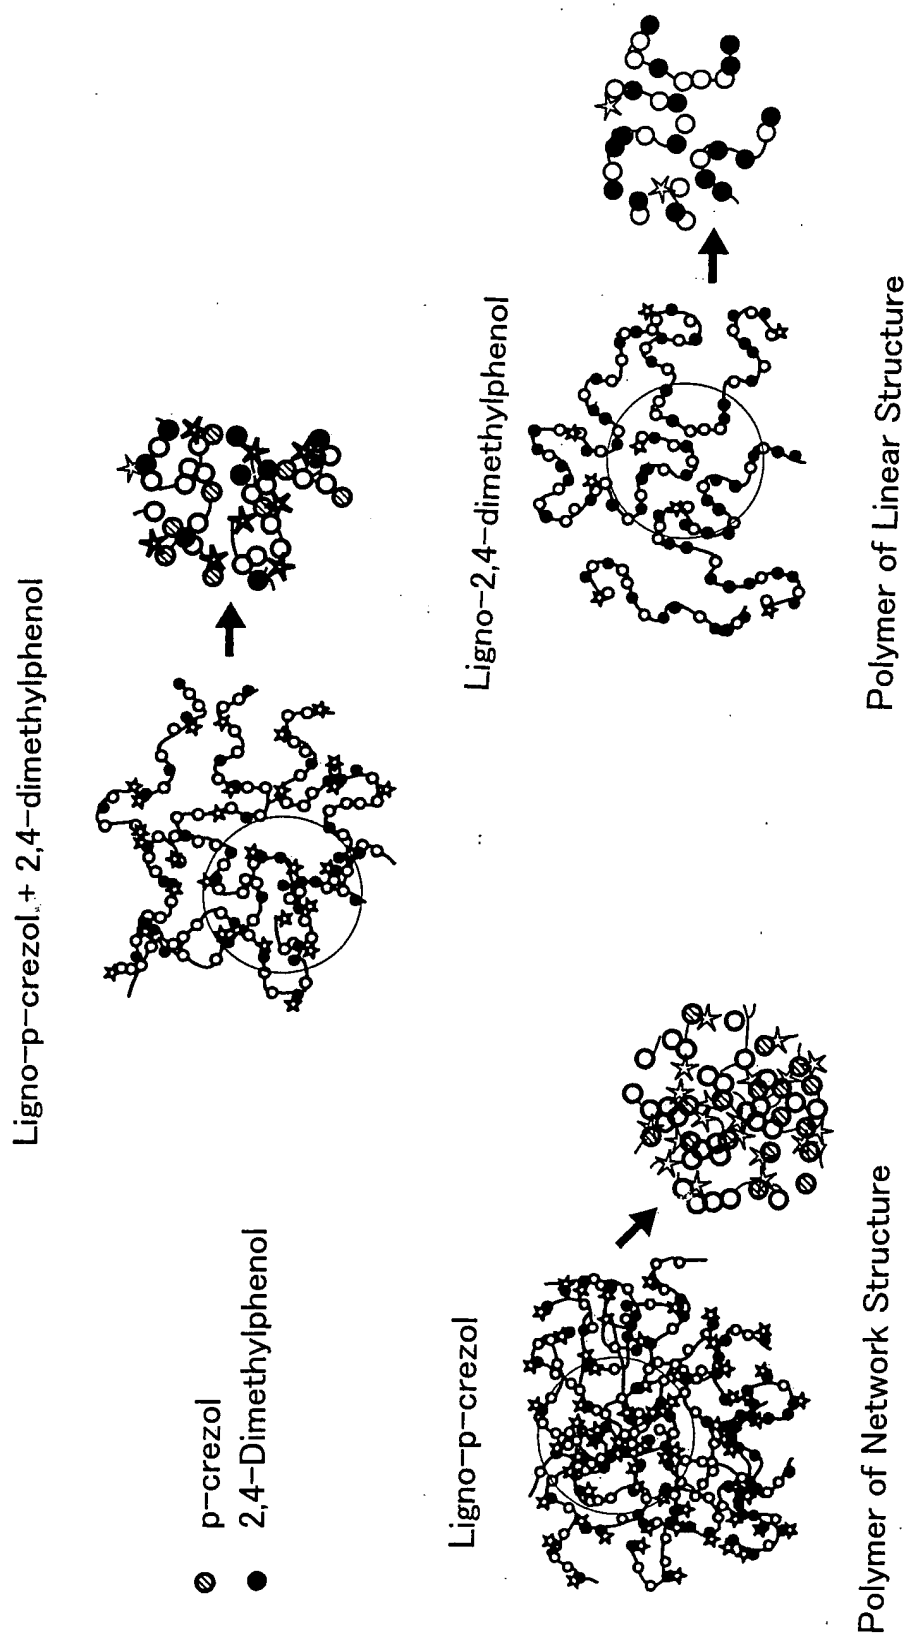 Ligno-p-crezol + 2,4-dimethylphenol
p-crezol
2,4-Dimethylphenol
Ligno-p-crezol
Ligno-2,4-dimethylphenol
Polymer of Network Structure
Polymer of Linear Structure